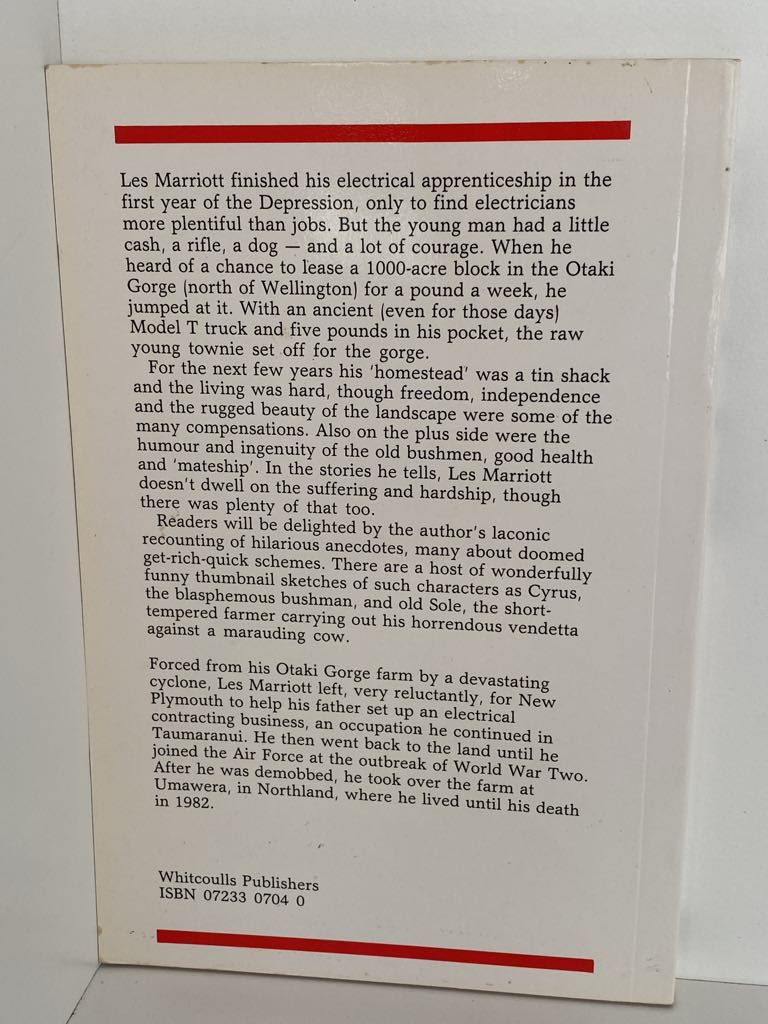 Les Marriott finished his electrical apprenticeship in the
first year of the Depression, only to find electricians
more plentiful than jobs. But the young man had a little
cash, a rifle, a dog — and a lot of courage. When he
heard of a chance to lease a 1000-acre block in the Otaki
Gorge (north of Wellington) for a pound a week, he
jumped at it. With an ancient (even for those days)
Model T truck and five pounds in his pocket, the raw
young townie set off for the gorge.
For the next few years his 'homestead' was a tin shack
and the living was hard, though freedom, independence
and the rugged beauty of the landscape were some of the
many compensations. Also on the plus side were the
humour and ingenuity of the old bushmen, good health
and 'mateship'. In the stories he tells, Les Marriott
doesn't dwell on the suffering and hardship, though
there was plenty of that too.
Readers will be delighted by the author's laconic
recounting of hilarious anecdotes, many about doomed
get-rich-quick schemes. There are a host of wonderfully
funny thumbnail sketches of such characters as Cyrus,
the blasphemous bushman, and old Sole, the short-
tempered farmer carrying out his horrendous vendetta
against a marauding cow.
Forced from his Otaki Gorge farm by a devastating
cyclone, Les Marriott left, very reluctantly, for New
Plymouth to help his father set up an electrical
contracting business, an occupation he continued in
Taumaranui. He then went back to the land until he
joined the Air Force at the outbreak of World War Two.
After he was demobbed, he took over the farm at
Umawera, in Northland, where he lived until his death
in 1982.
Whitcoulls Publishers
ISBN 07233 0704 0